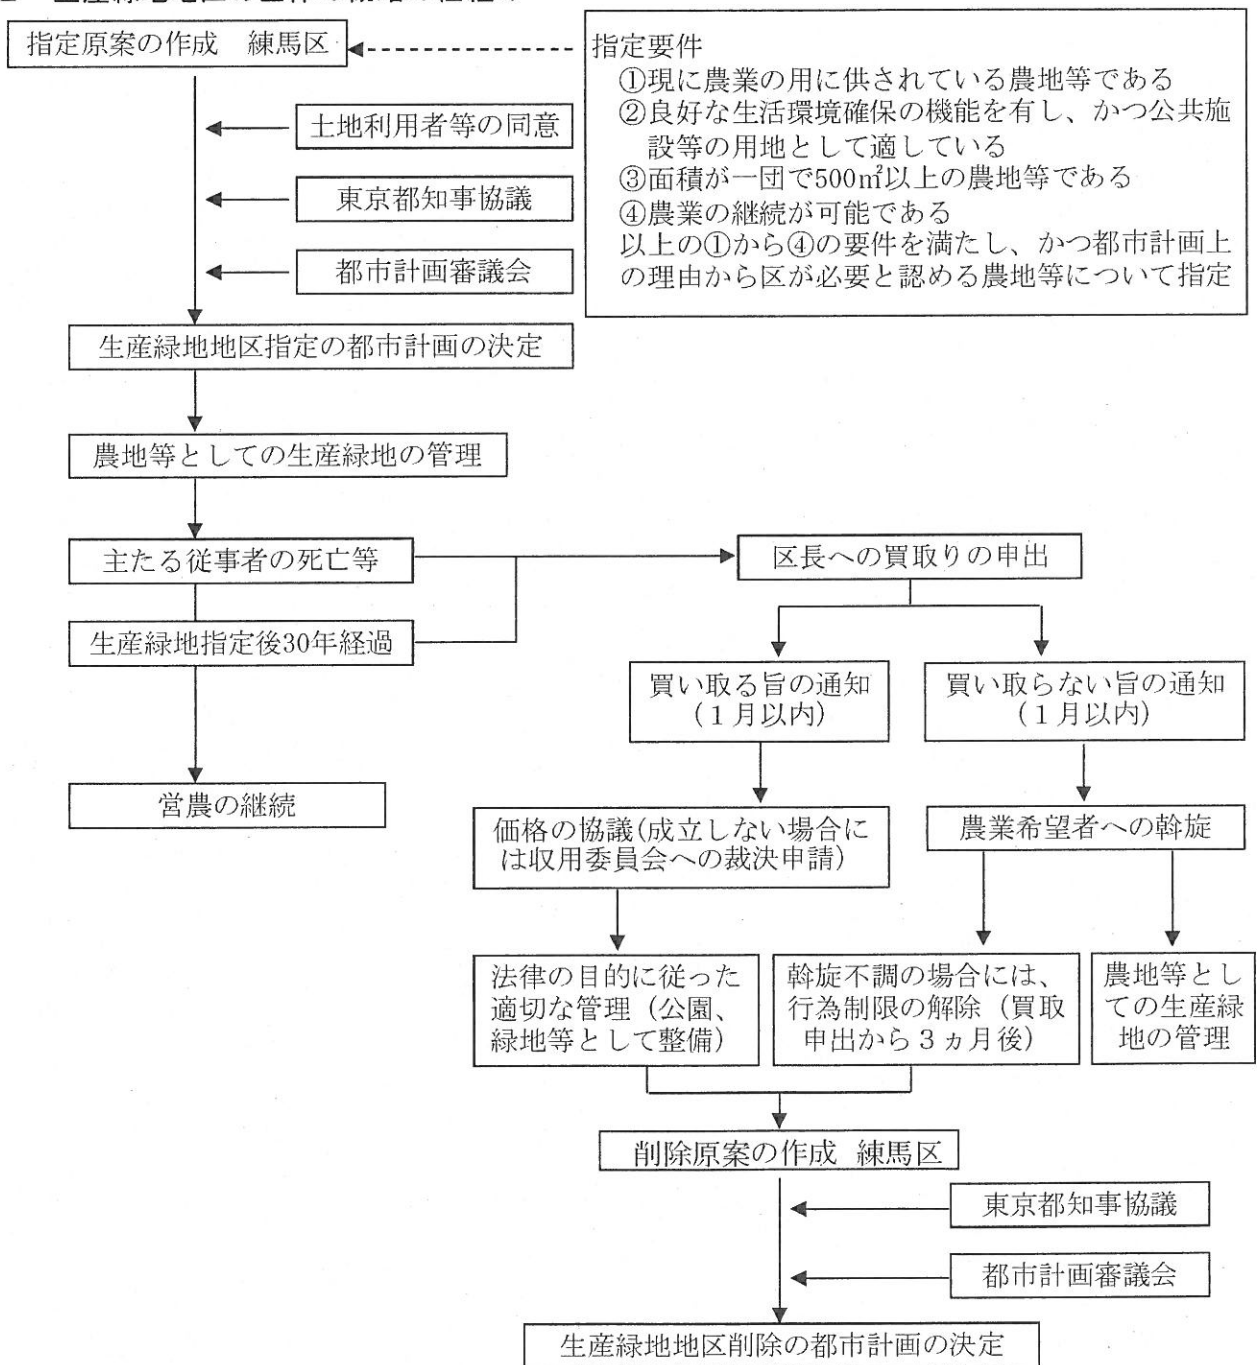 指定原案の作成 練馬区
指定要件
①現に農業の用に供されている農地等である
②良好な生活環境確保の機能を有し、かつ公共施
設等の用地として適している
③面積が一団で500㎡以上の農地等である
④農業の継続が可能である
以上の①から④の要件を満たし、かつ都市計画上
の理由から区が必要と認める農地等について指定
土地利用者等の同意
東京都知事協議
都市計画審議会
生産緑地地区指定の都市計画の決定
農地等としての生産緑地の管理
主たる従事者の死亡等
区長への買取りの申出
生産緑地指定後30年経過
買い取る旨の通知
(1月以内)
買い取らない旨の通知
(1月以内)
営農の継続
価格の協議(成立しない場合に
は収用委員会への裁決申請)
農業希望者への斡旋
法律の目的に従った
適切な管理(公園、
緑地等として整備)
斡旋不調の場合には、
行為制限の解除(買取
申出から3ヵ月後)
農地等とし
ての生産緑
地の管理
削除原案の作成 練馬区
東京都知事協議
都市計画審議会
生産緑地地区削除の都市計画の決定